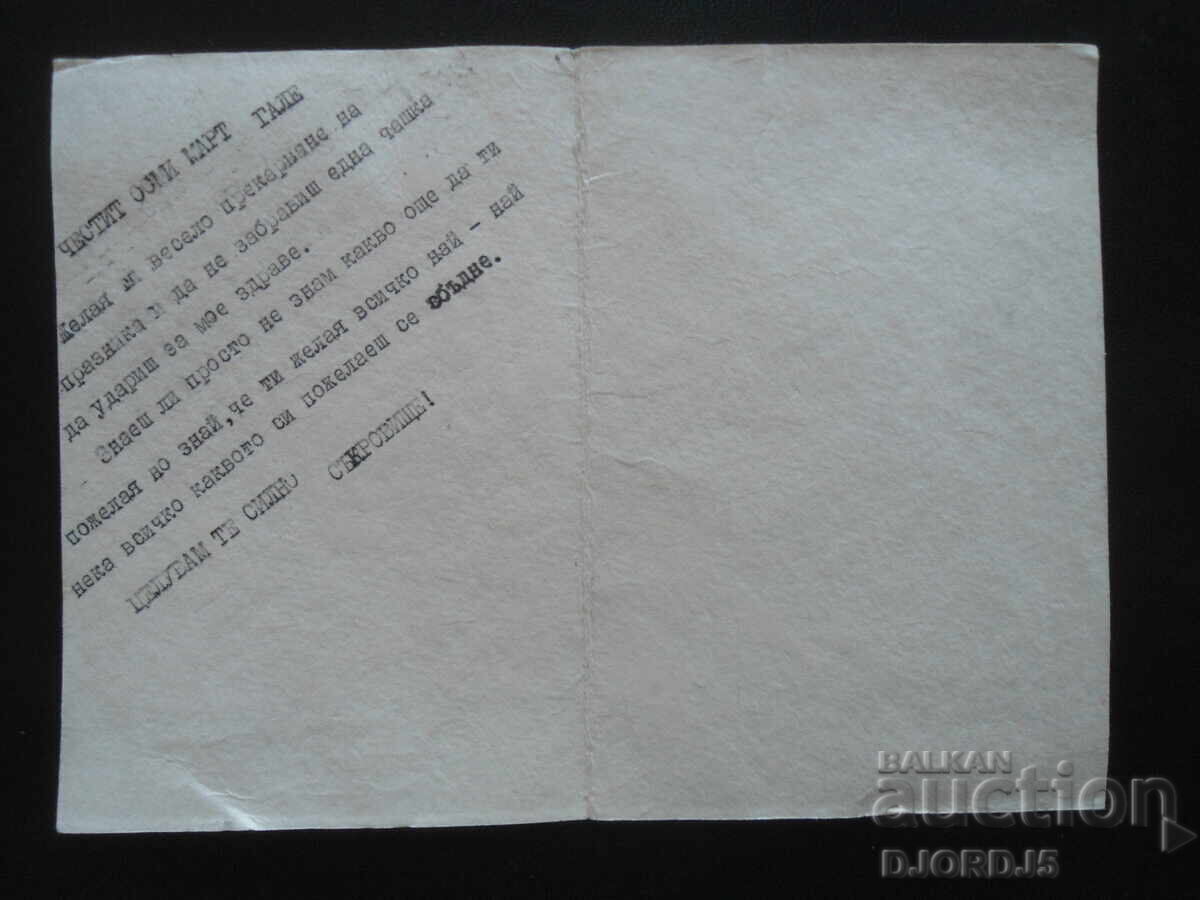 ЧЕСТИТ ОСМИ МАРТ ГАЛЕ
Желая ти весело прекарване на
празника и да не забравиш една чашка
да удариш за мое здраве.
Знаеш ли просто не знам какво още да ти
пожелая но знай,че ти желая всичко най - най
нека всичко каквото си пожелаеш се сбъдне.
ЦЕЛУВАМ ТЕ СИЛНО СЪКРОВИЩЕ!
BALKAN
auction
DJORDJ5